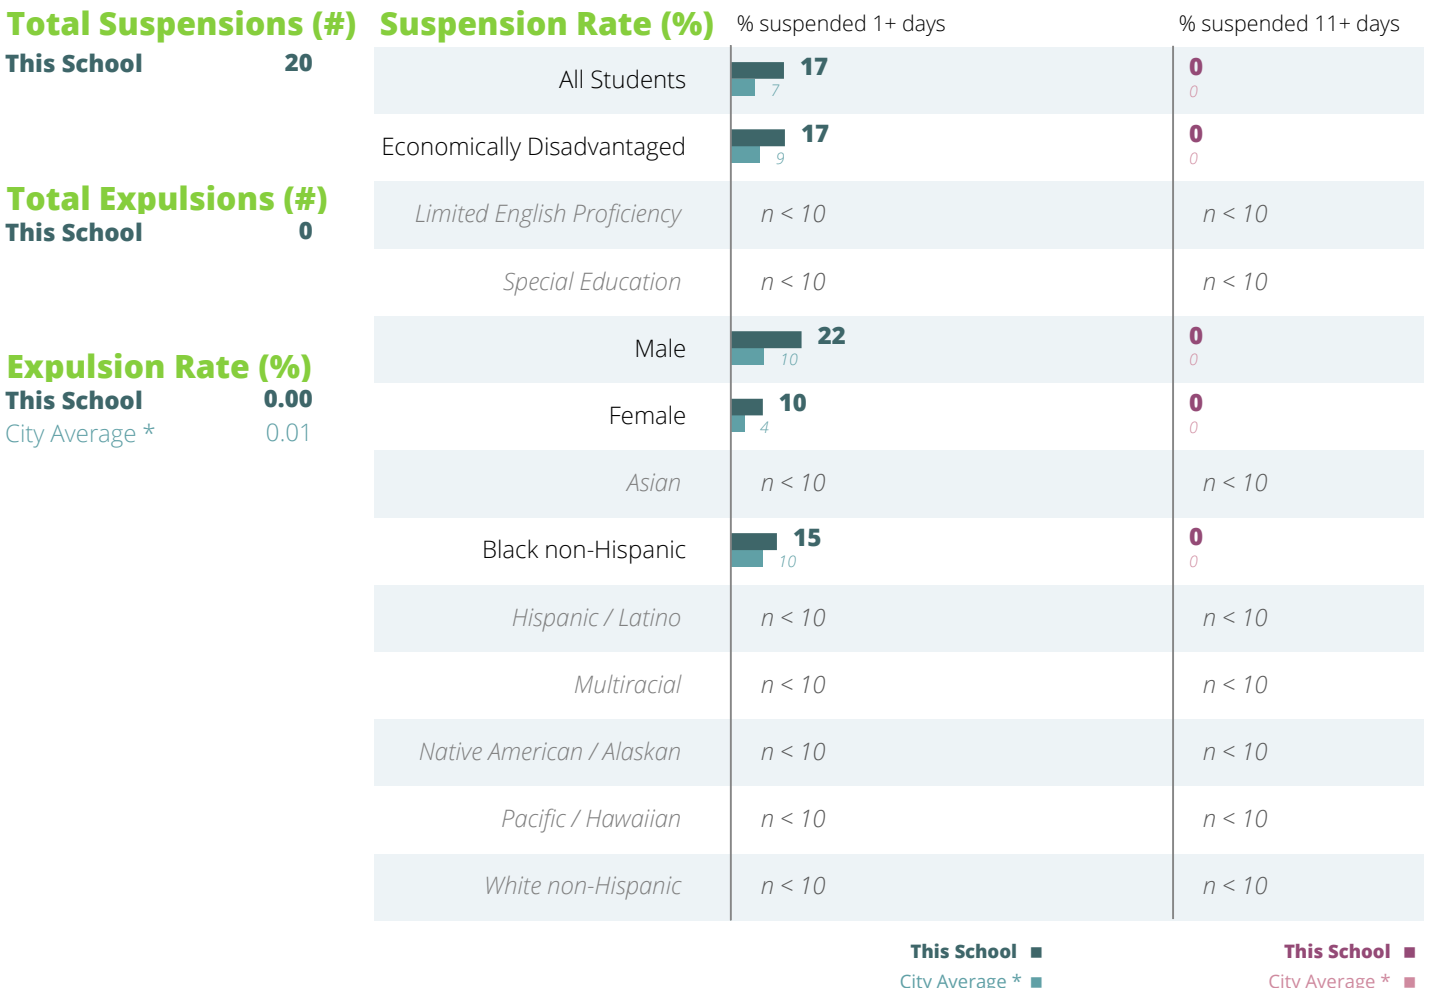 Total Suspensions (#)
This School 20
Total Expulsions (#)
This School 0
Expulsion Rate (%)
This School 0.00
City Average * 0.01
Suspension Rate (%) % suspended 1+ days % suspended 11+ days
All Students 17 0
7 0
Economically Disadvantaged 17 0
9 0
Limited English Proficiency n < 10 n < 10
Special Education n < 10 n < 10
Male 22 0
10 0
Female 10 0
4 0
Asian n < 10 n < 10
Black non-Hispanic 15 0
10 0
Hispanic / Latino n < 10 n < 10
Multiracial n < 10 n < 10
Native American / Alaskan n < 10 n < 10
Pacific / Hawaiian n < 10 n < 10
White non-Hispanic n < 10 n < 10
This School This School
City Average * City Average *